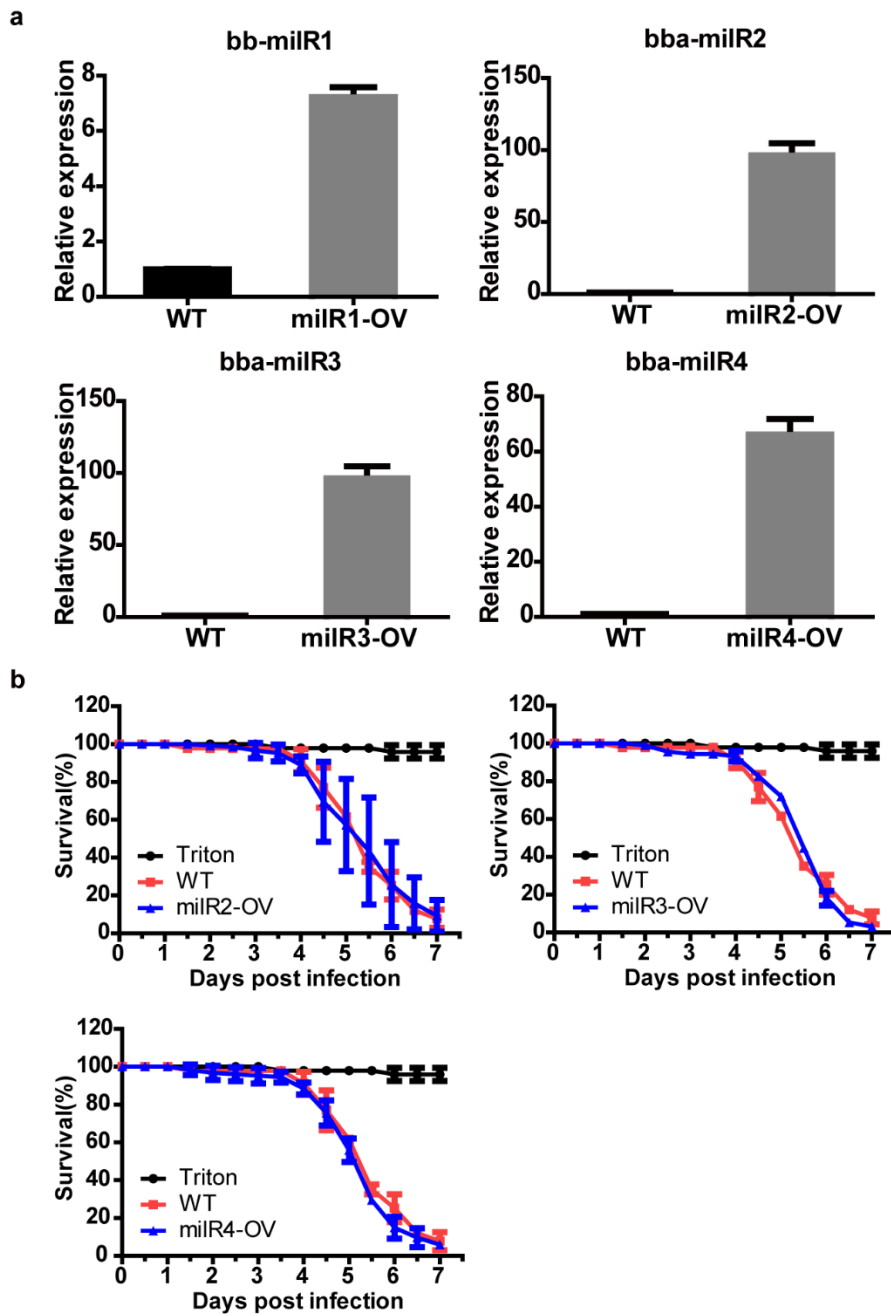 a
bb-milR1
Relative expression
8
6
4
2
0
WT
milR1-OV
bba-milR2
Relative expression
150
100
50
0
WT
milR2-OV
bba-milR3
Relative expression
150
100
50
0
WT
milR3-OV
bba-milR4
Relative expression
80
60
40
20
0
WT
milR4-OV
b
Survival(%)
120
100
80
60
40
20
0
Triton
WT
milR2-OV
0 1 2 3 4 5 6 7
Days post infection
Survival(%)
120
100
80
60
40
20
0
Triton
WT
milR3-OV
0 1 2 3 4 5 6 7
Days post infection
Survival(%)
120
100
80
60
40
20
0
Triton
WT
milR4-OV
0 1 2 3 4 5 6 7
Days post infection